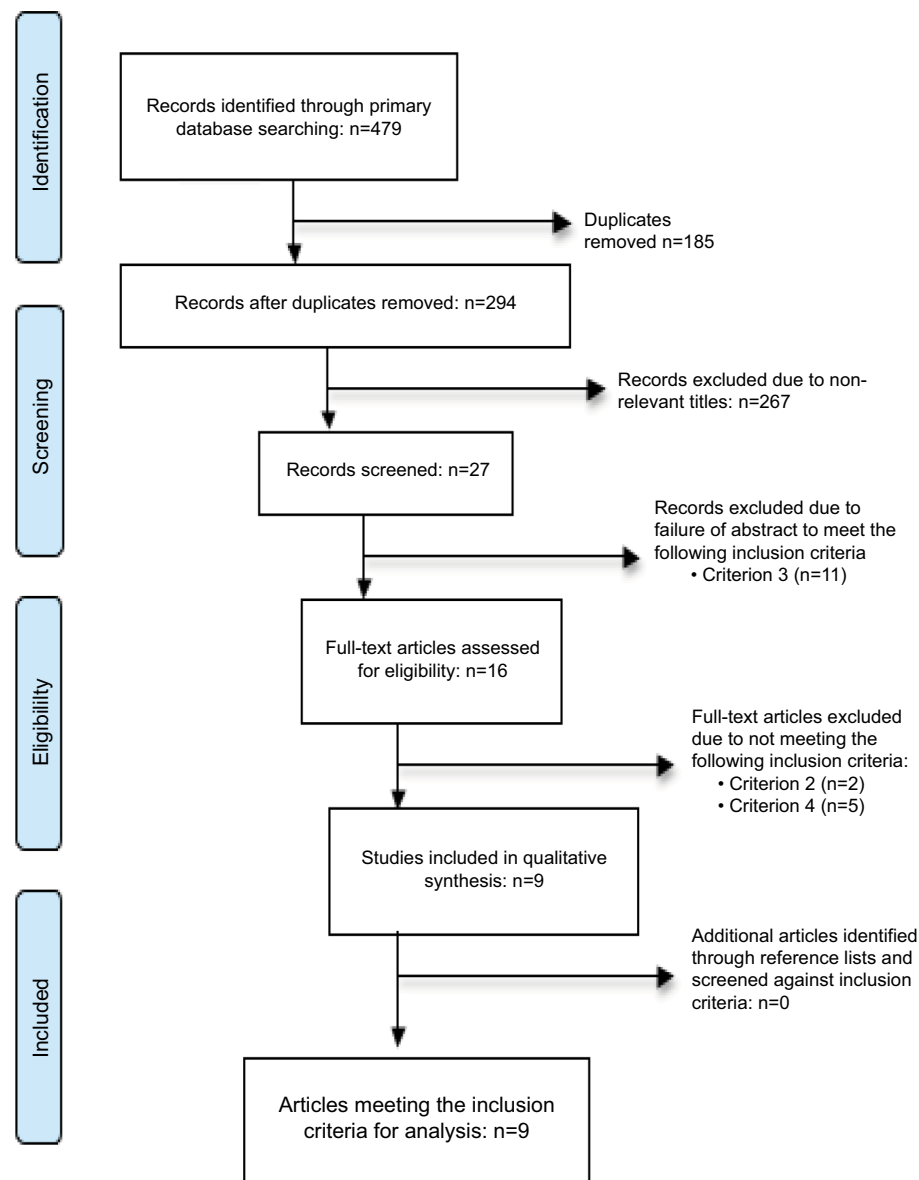 Identification
Records identified through primary
database searching: n=479
Duplicates
removed n=185
Records after duplicates removed: n=294
Screening
Records excluded due to non-
relevant titles: n=267
Records screened: n=27
Records excluded due to
failure of abstract to meet the
following inclusion criteria
• Criterion 3 (n=11)
Eligibility
Full-text articles assessed
for eligibility: n=16
Full-text articles excluded
due to not meeting the
following inclusion criteria:
• Criterion 2 (n=2)
• Criterion 4 (n=5)
Studies included in qualitative
synthesis: n=9
Included
Additional articles identified
through reference lists and
screened against inclusion
criteria: n=0
Articles meeting the inclusion
criteria for analysis: n=9